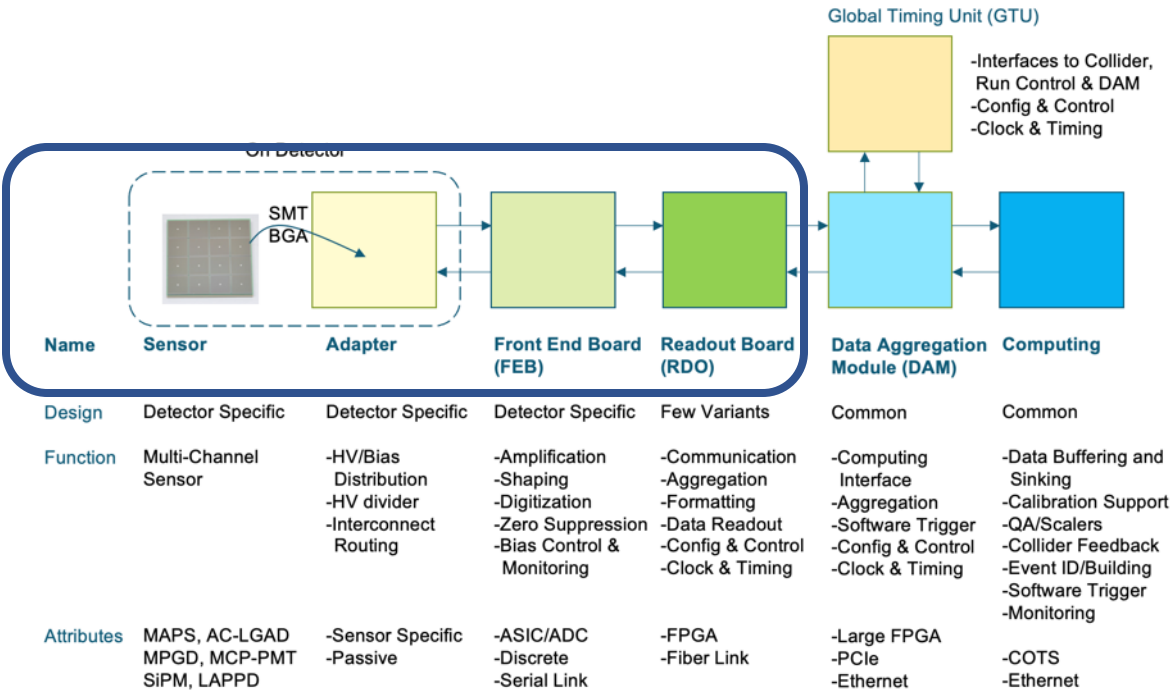 Global Timing Unit (GTU)
-Interfaces to Collider,
Run Control & DAM
-Config & Control
-Clock & Timing
On Detector
SMT
BGA
Name
Sensor
Adapter
Front End Board
(FEB)
Readout Board
(RDO)
Data Aggregation
Module (DAM)
Computing
Design
Detector Specific
Detector Specific
Detector Specific
Few Variants
Common
Common
Function
Multi-Channel
Sensor
-HV/Bias
Distribution
-HV divider
-Interconnect
Routing
-Amplification
-Shaping
-Digitization
-Zero Suppression
-Bias Control &
Monitoring
-Communication
-Aggregation
-Formatting
-Data Readout
-Config & Control
-Clock & Timing
-Computing
Interface
-Aggregation
-Software Trigger
-Config & Control
-Clock & Timing
-Data Buffering and
Sinking
-Calibration Support
-QA/Scalers
-Collider Feedback
-Event ID/Building
-Software Trigger
-Monitoring
Attributes
MAPS, AC-LGAD
MPGD, MCP-PMT
SiPM, LAPPD
-Sensor Specific
-Passive
-ASIC/ADC
-Discrete
-Serial Link
-FPGA
-Fiber Link
-Large FPGA
-PCIe
-Ethernet
-COTS
-Ethernet